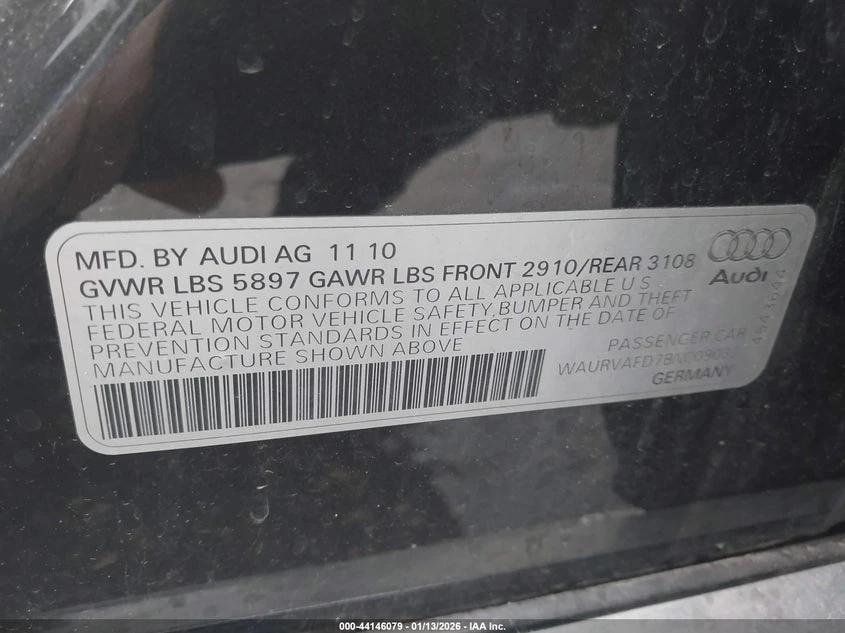 MFD. BY AUDI AG 11 10
GVWR LBS 5897 GAWR LBS FRONT 2910/REAR 3108
THIS VEHICLE CONFORMS TO ALL APPLICABLE U S
FEDERAL MOTOR VEHICLE SAFETY, BUMPER AND THEFT
PREVENTION STANDARDS IN EFFECT ON THE DATE OF
MANUFACTURE SHOWN ABOVE
Audi
PASSENGER CAR
GERMANY
000-44146079 - 01/13/2026 - IAA Inc.